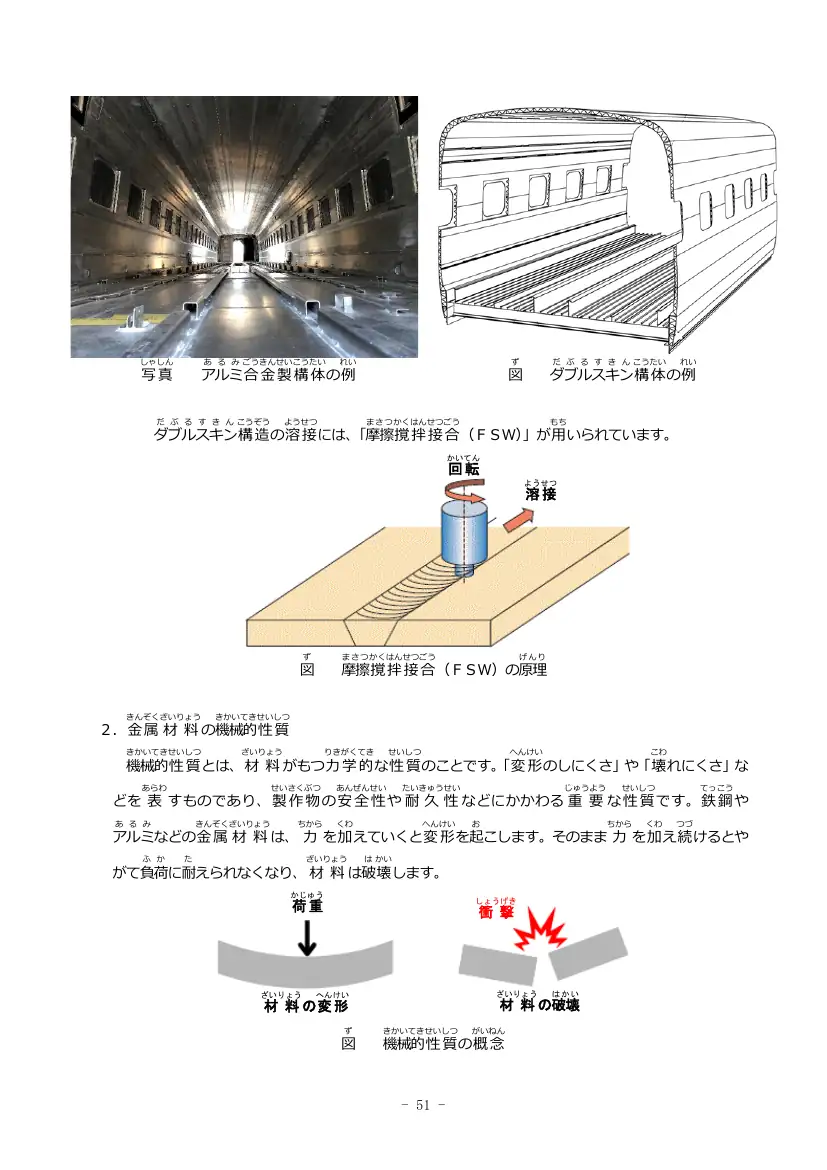 写真　アルミ合金製構体の例
図　ダブルスキン構体の例
ダブルスキン構造の溶接には、「摩擦撹拌接合（ＦＳＷ）」が用いられています。
回転
溶接
図　摩擦撹拌接合（ＦＳＷ）の原理
２．金属材料の機械的性質
機械的性質とは、材料がもつ力学的な性質のことです。「変形のしにくさ」や「壊れにくさ」な
どを表すものであり、製作物の安全性や耐久性などにかかわる重要な性質です。鉄鋼や
アルミなどの金属材料は、力を加えていくと変形を起こします。そのまま力を加え続けるとや
がて負荷に耐えられなくなり、材料は破壊します。
荷重
衝撃
材料の変形
材料の破壊
図　機械的性質の概念
- 51 -